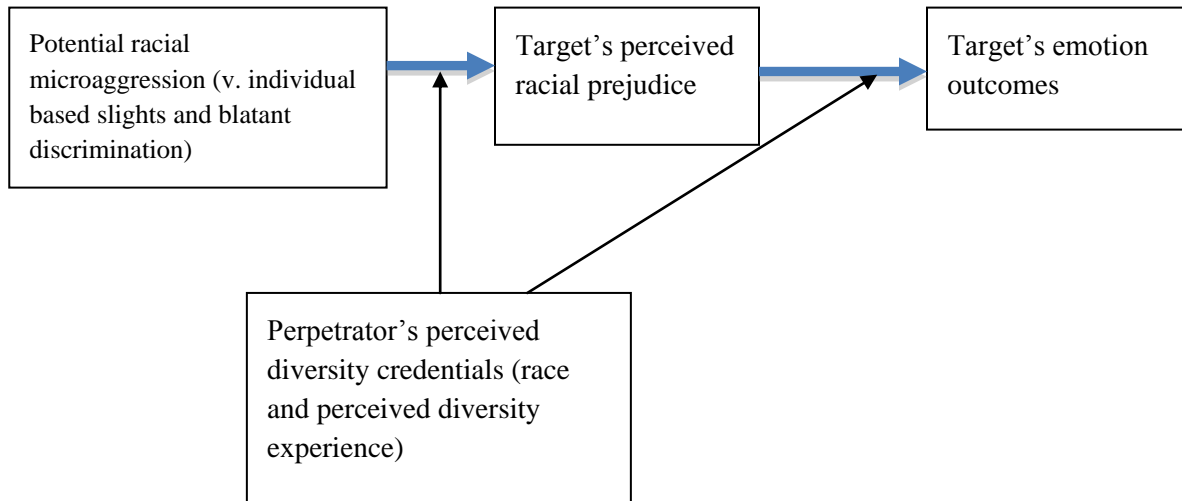 Potential racial
microaggression (v. individual
based slights and blatant
discrimination)
Target’s perceived
racial prejudice
Target’s emotion
outcomes
Perpetrator’s perceived
diversity credentials (race
and perceived diversity
experience)